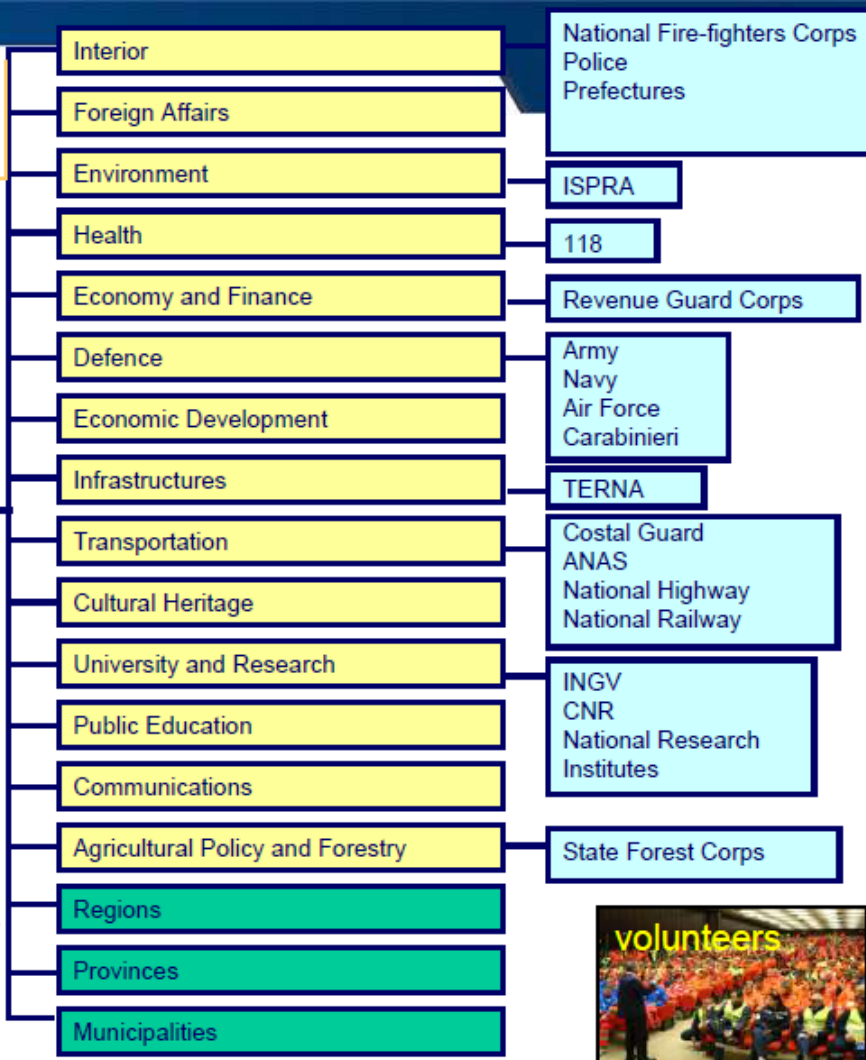 Interior
National Fire-fighters Corps
Police
Prefectures
Foreign Affairs
Environment
ISPRA
Health
118
Economy and Finance
Revenue Guard Corps
Defence
Army
Navy
Air Force
Carabinieri
Economic Development
Infrastructures
TERNA
Transportation
Costal Guard
ANAS
National Highway
National Railway
Cultural Heritage
University and Research
INGV
CNR
National Research
Institutes
Public Education
Communications
Agricultural Policy and Forestry
State Forest Corps
Regions
Provinces
Municipalities
volunteers